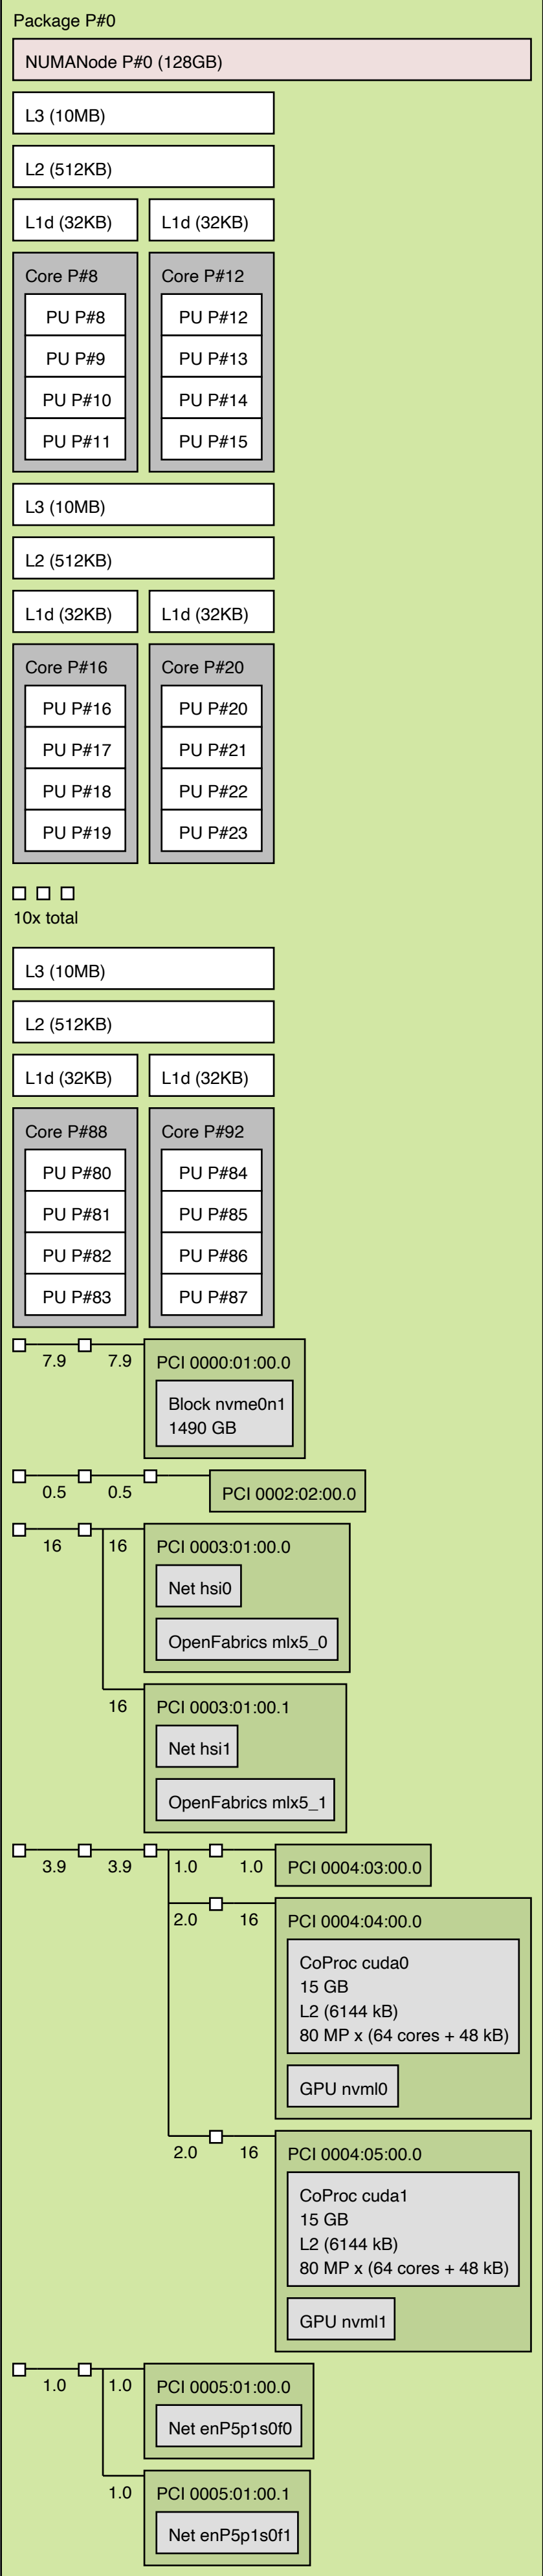 Package P#0
NUMANode P#0 (128GB)
L3 (10MB)
L2 (512KB)
L1d (32KB) L1d (32KB)
Core P#8 Core P#12
PU P#8 PU P#12
PU P#9 PU P#13
PU P#10 PU P#14
PU P#11 PU P#15
L3 (10MB)
L2 (512KB)
L1d (32KB) L1d (32KB)
Core P#16 Core P#20
PU P#16 PU P#20
PU P#17 PU P#21
PU P#18 PU P#22
PU P#19 PU P#23
10x total
L3 (10MB)
L2 (512KB)
L1d (32KB) L1d (32KB)
Core P#88 Core P#92
PU P#80 PU P#84
PU P#81 PU P#85
PU P#82 PU P#86
PU P#83 PU P#87
7.9 7.9 PCI 0000:01:00.0
Block nvme0n1
1490 GB
0.5 0.5 PCI 0002:02:00.0
16 16 PCI 0003:01:00.0
Net hsi0
OpenFabrics mlx5_0
16 PCI 0003:01:00.1
Net hsi1
OpenFabrics mlx5_1
3.9 3.9 1.0 1.0 PCI 0004:03:00.0
2.0 16 PCI 0004:04:00.0
CoProc cuda0
15 GB
L2 (6144 kB)
80 MP x (64 cores + 48 kB)
GPU nvml0
2.0 16 PCI 0004:05:00.0
CoProc cuda1
15 GB
L2 (6144 kB)
80 MP x (64 cores + 48 kB)
GPU nvml1
1.0 1.0 PCI 0005:01:00.0
Net enP5p1s0f0
1.0 PCI 0005:01:00.1
Net enP5p1s0f1